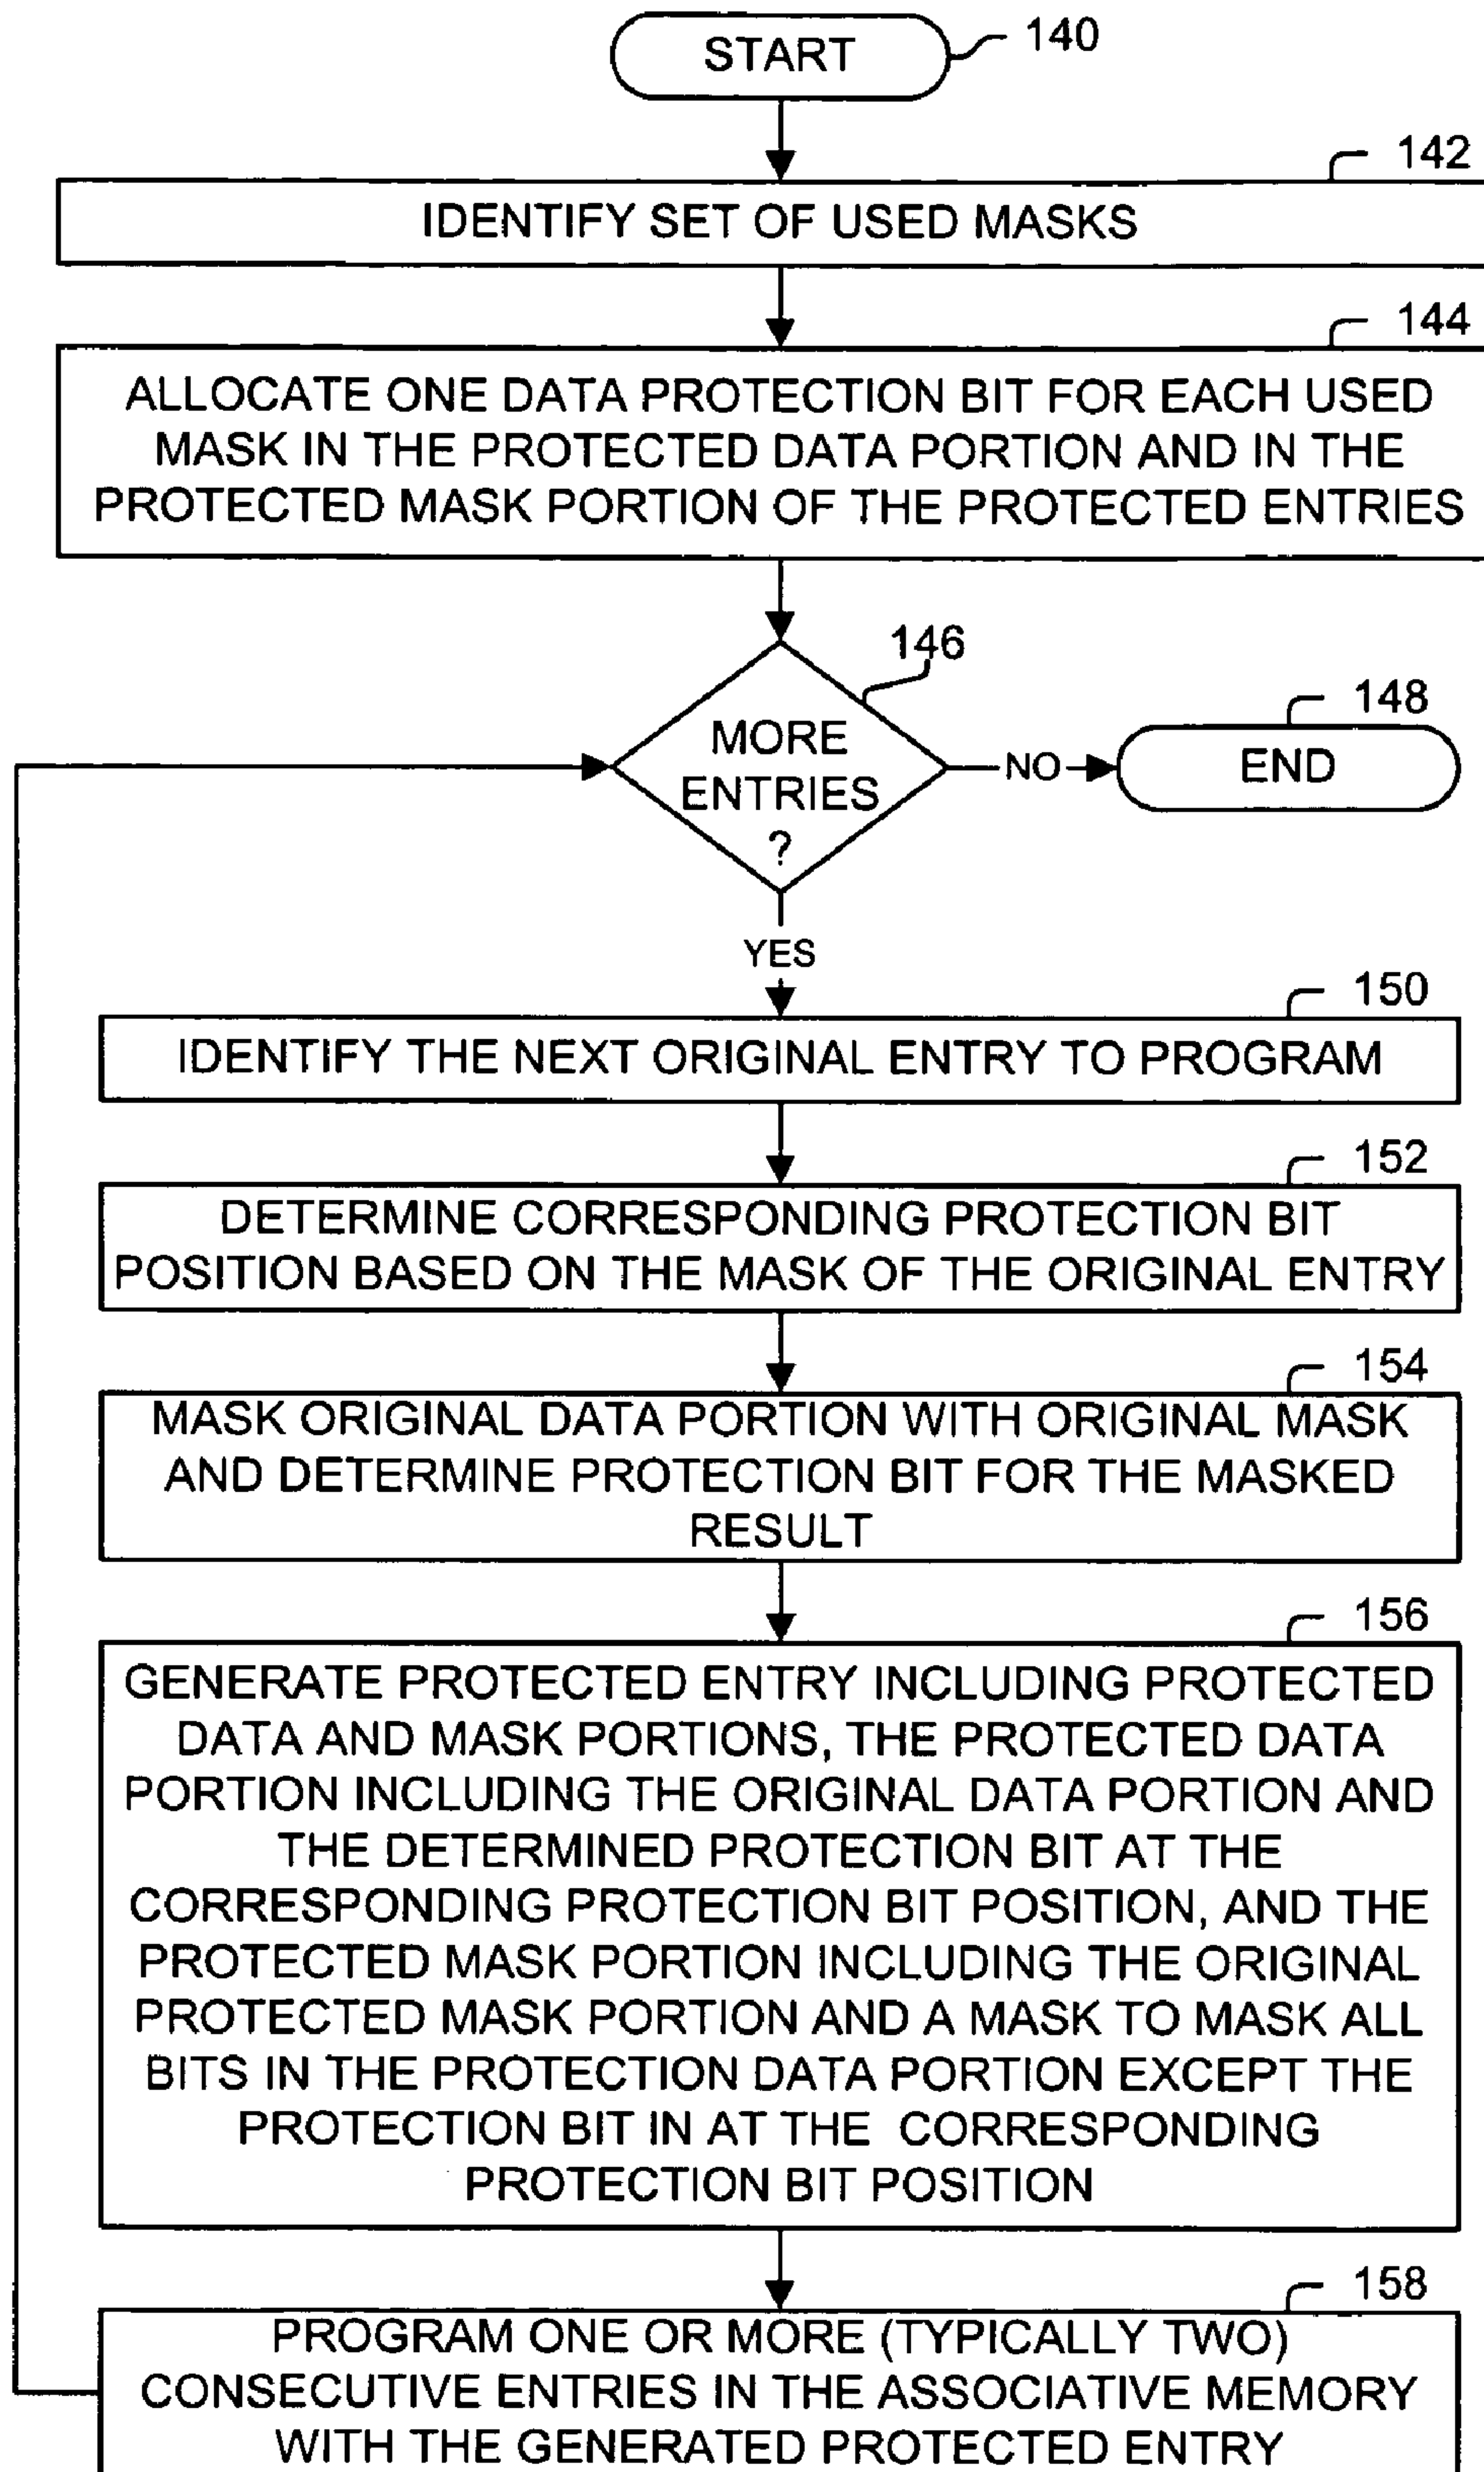 START
140
142
IDENTIFY SET OF USED MASKS
144
ALLOCATE ONE DATA PROTECTION BIT FOR EACH USED
MASK IN THE PROTECTED DATA PORTION AND IN THE
PROTECTED MASK PORTION OF THE PROTECTED ENTRIES
146
MORE
ENTRIES
?
NO
148
END
YES
150
IDENTIFY THE NEXT ORIGINAL ENTRY TO PROGRAM
152
DETERMINE CORRESPONDING PROTECTION BIT
POSITION BASED ON THE MASK OF THE ORIGINAL ENTRY
154
MASK ORIGINAL DATA PORTION WITH ORIGINAL MASK
AND DETERMINE PROTECTION BIT FOR THE MASKED
RESULT
156
GENERATE PROTECTED ENTRY INCLUDING PROTECTED
DATA AND MASK PORTIONS, THE PROTECTED DATA
PORTION INCLUDING THE ORIGINAL DATA PORTION AND
THE DETERMINED PROTECTION BIT AT THE
CORRESPONDING PROTECTION BIT POSITION, AND THE
PROTECTED MASK PORTION INCLUDING THE ORIGINAL
PROTECTED MASK PORTION AND A MASK TO MASK ALL
BITS IN THE PROTECTION DATA PORTION EXCEPT THE
PROTECTION BIT IN AT THE CORRESPONDING
PROTECTION BIT POSITION
158
PROGRAM ONE OR MORE (TYPICALLY TWO)
CONSECUTIVE ENTRIES IN THE ASSOCIATIVE MEMORY
WITH THE GENERATED PROTECTED ENTRY